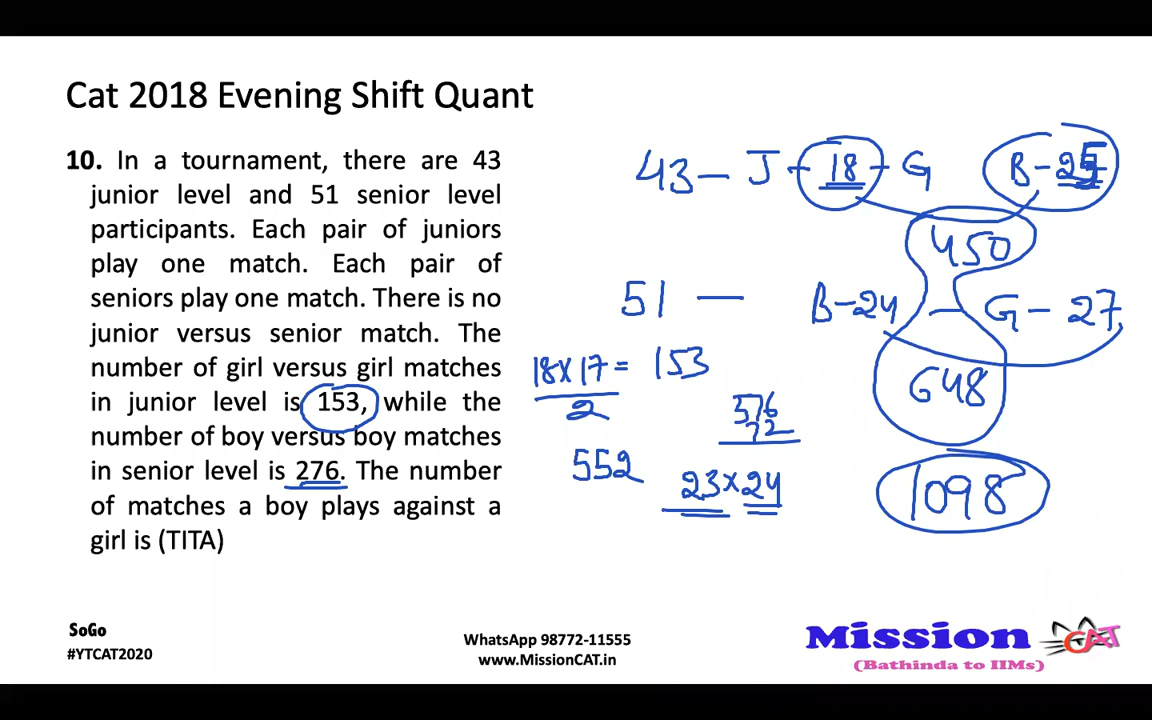 Cat 2018 Evening Shift Quant
10. In a tournament, there are 43
junior level and 51 senior level
participants. Each pair of juniors
play one match. Each pair of
seniors play one match. There is no
junior versus senior match. The
number of girl versus girl matches
in junior level is 153, while the
number of boy versus boy matches
in senior level is 276. The number
of matches a boy plays against a
girl is (TITA)
43 – J – 18 – G B – 25
450
51 — B – 24 — G – 27
18 × 17 = 153
2
648
576
72
552
23 × 24
1098
SoGo
#YTCAT2020
WhatsApp 98772-11555
www.MissionCAT.in
Mission CAT
(Bathinda to IIMs)